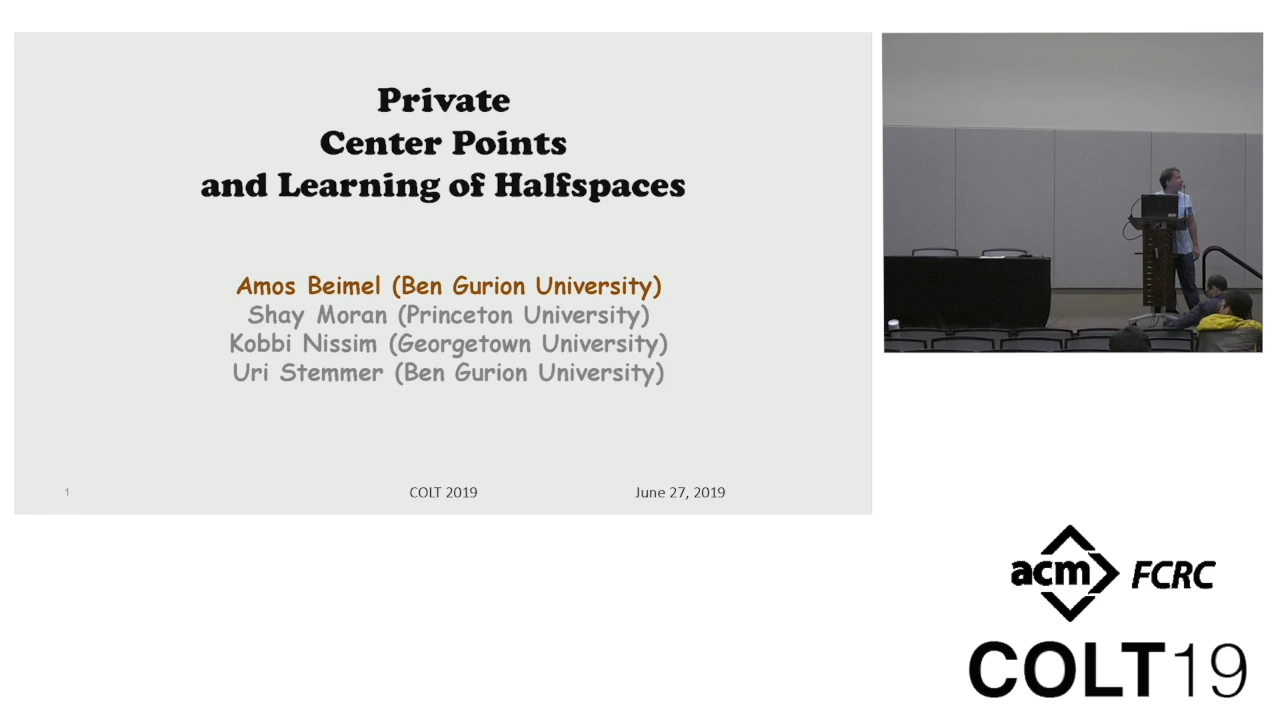 Private
Center Points
and Learning of Halfspaces
Amos Beimel (Ben Gurion University)
Shay Moran (Princeton University)
Kobbi Nissim (Georgetown University)
Uri Stemmer (Ben Gurion University)
1
COLT 2019
June 27, 2019
acm FCRC
COLT19